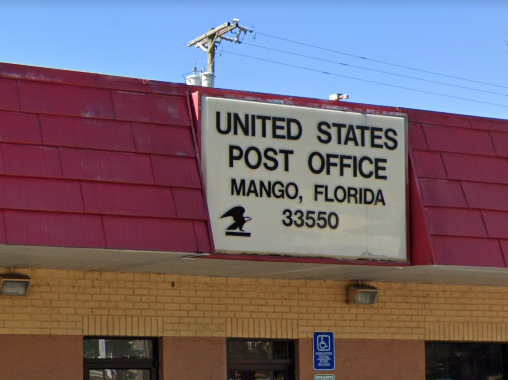 UNITED STATES
POST OFFICE
MANGO, FLORIDA
33550